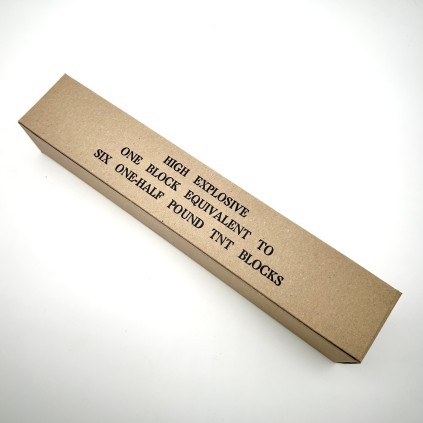 HIGH EXPLOSIVE
ONE BLOCK EQUIVALENT TO
SIX ONE-HALF POUND TNT BLOCKS